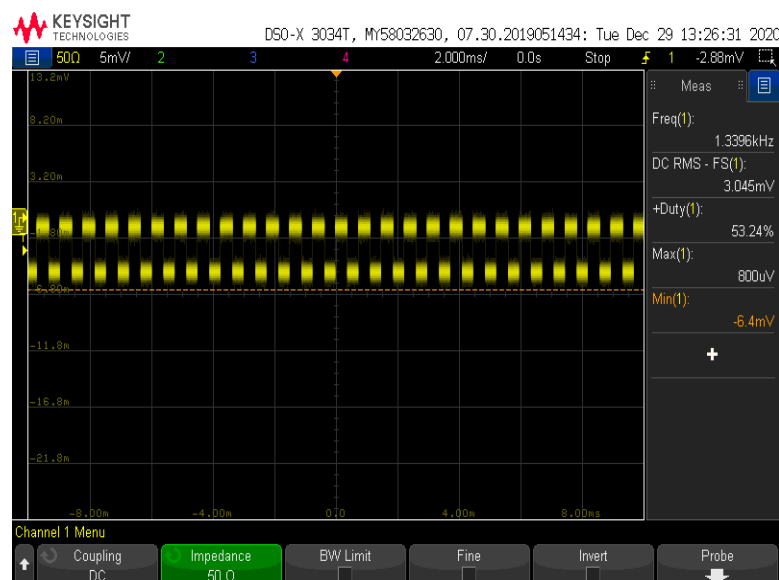 KEYSIGHT
TECHNOLOGIES
DSO-X 3034T, MY58032630, 07.30.2019051434: Tue Dec 29 13:26:31 2020
50Ω 5mV/ 2 3 4 2.000ms/ 0.0s Stop 1 -2.88mV
13.2mV
8.20m
3.20m
-1.80m
-6.80m
-11.8m
-16.8m
-21.8m
-8.00m -4.00m 0.0 4.00m 8.00ms
Meas
Freq(1):
1.3396kHz
DC RMS - FS(1):
3.045mV
+Duty(1):
53.24%
Max(1):
800uV
Min(1):
-6.4mV
+
Channel 1 Menu
Coupling
DC
Impedance
50 Ω
BW Limit
Fine
Invert
Probe